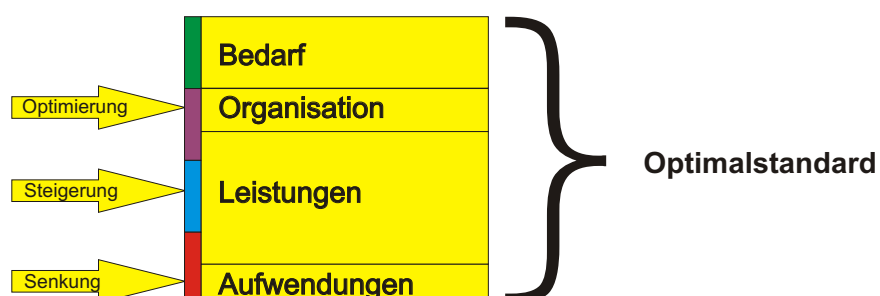 Bedarf
Optimierung
Organisation
Optimalstandard
Steigerung
Leistungen
Senkung
Aufwendungen